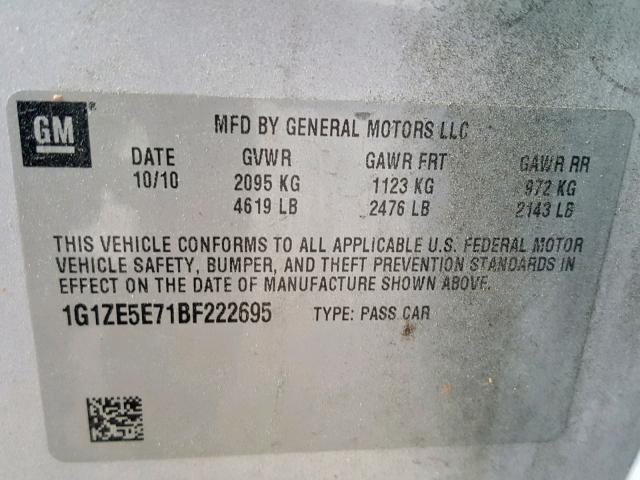 GM
MFD BY GENERAL MOTORS LLC
DATE GVWR GAWR FRT GAWR RR
10/10 2095 KG 1123 KG 972 KG
4619 LB 2476 LB 2143 LB
THIS VEHICLE CONFORMS TO ALL APPLICABLE U.S. FEDERAL MOTOR
VEHICLE SAFETY, BUMPER, AND THEFT PREVENTION STANDARDS IN
EFFECT ON THE DATE OF MANUFACTURE SHOWN ABOVE.
1G1ZE5E71BF222695 TYPE: PASS CAR